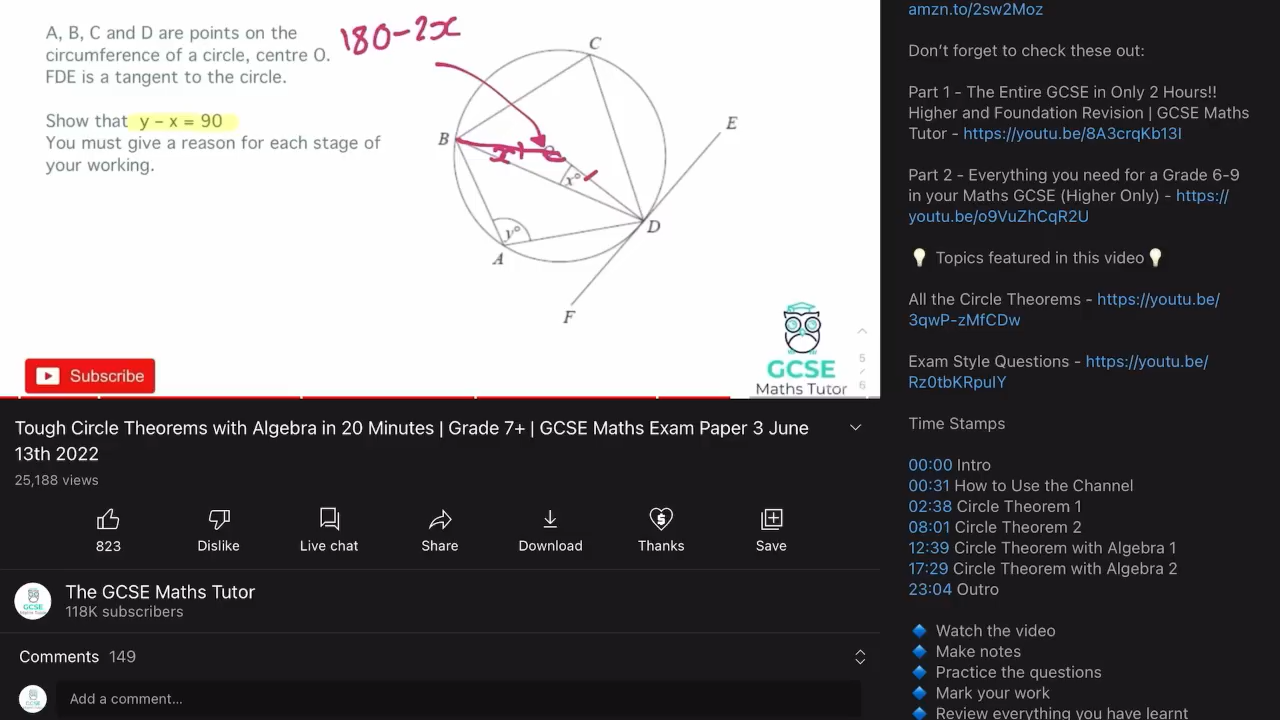 A, B, C and D are points on the
circumference of a circle, centre O.
FDE is a tangent to the circle.
Show that y – x = 90
You must give a reason for each stage of
your working.
180-2x
C
B
E
x
x°
D
y°
A
F
GCSE
Maths Tutor
5
/
6
Subscribe
Tough Circle Theorems with Algebra in 20 Minutes | Grade 7+ | GCSE Maths Exam Paper 3 June
13th 2022
25,188 views
823
Dislike
Live chat
Share
Download
Thanks
Save
The GCSE Maths Tutor
118K subscribers
Comments 149
Add a comment...
amzn.to/2sw2Moz
Don't forget to check these out:
Part 1 - The Entire GCSE in Only 2 Hours!!
Higher and Foundation Revision | GCSE Maths
Tutor - https://youtu.be/8A3crqKb13I
Part 2 - Everything you need for a Grade 6-9
in your Maths GCSE (Higher Only) - https://
youtu.be/o9VuZhCqR2U
💡 Topics featured in this video💡
All the Circle Theorems - https://youtu.be/
3qwP-zMfCDw
Exam Style Questions - https://youtu.be/
Rz0tbKRpuIY
Time Stamps
00:00 Intro
00:31 How to Use the Channel
02:38 Circle Theorem 1
08:01 Circle Theorem 2
12:39 Circle Theorem with Algebra 1
17:29 Circle Theorem with Algebra 2
23:04 Outro
🔷 Watch the video
🔷 Make notes
🔷 Practice the questions
🔷 Mark your work
🔷 Review everything you have learnt